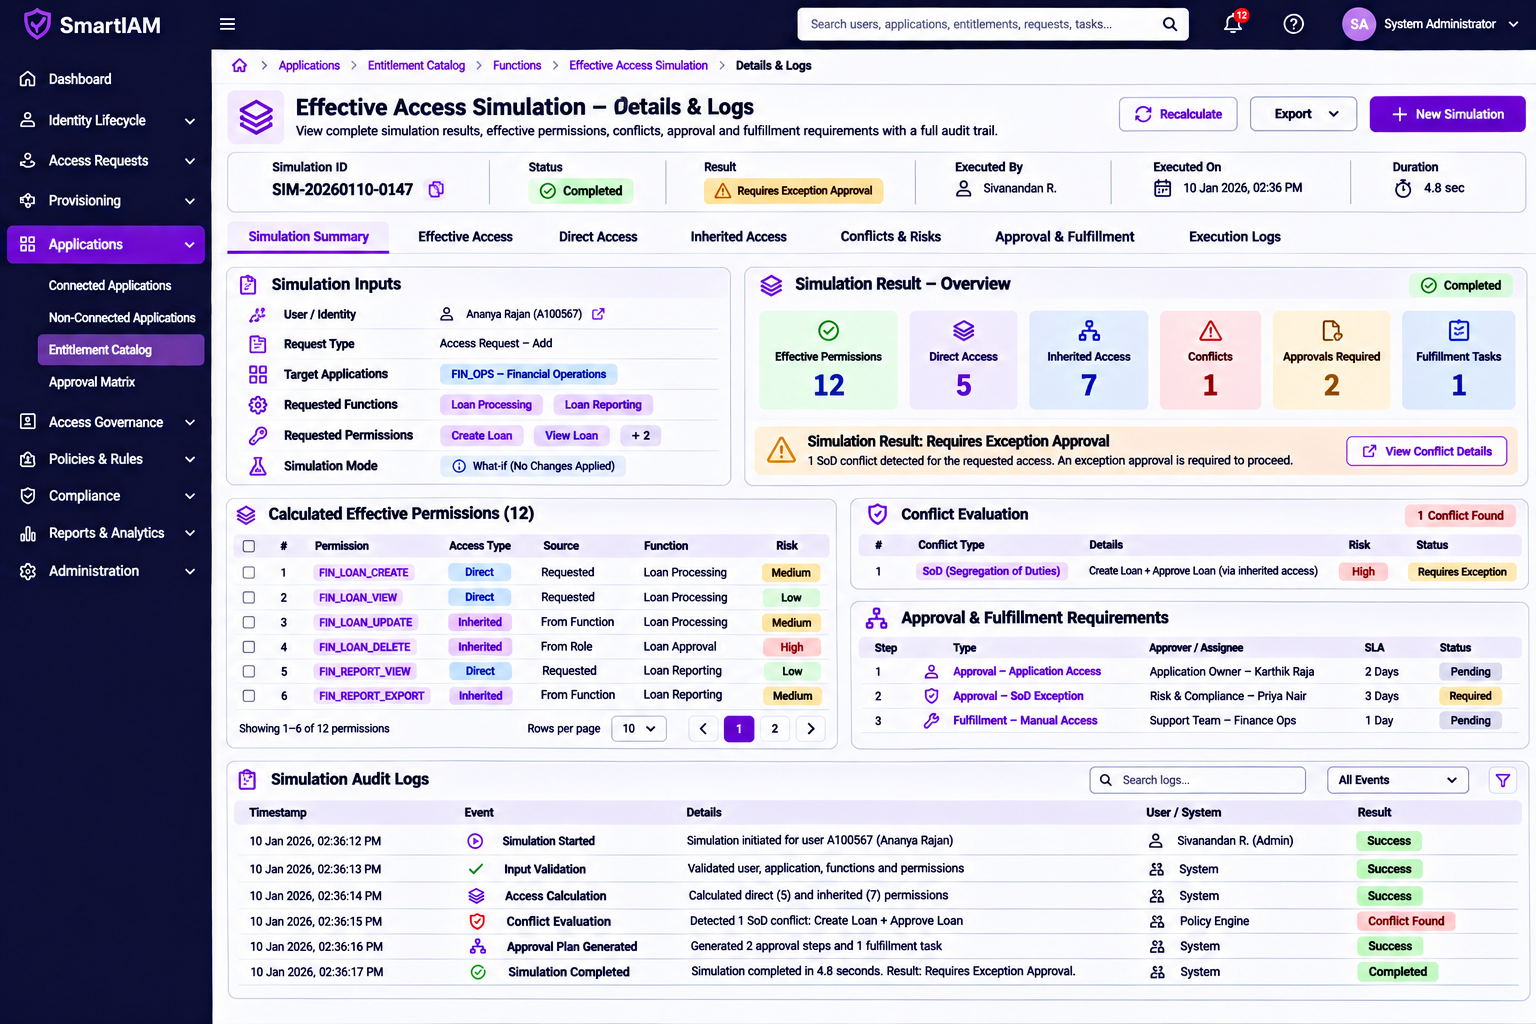 SmartIAM
Search users, applications, entitlements, requests, tasks...
12
SA
System Administrator
Dashboard
Identity Lifecycle
Access Requests
Provisioning
Applications
Connected Applications
Non-Connected Applications
Entitlement Catalog
Approval Matrix
Access Governance
Policies & Rules
Compliance
Reports & Analytics
Administration
Applications > Entitlement Catalog > Functions > Effective Access Simulation > Details & Logs
Effective Access Simulation – Details & Logs
View complete simulation results, effective permissions, conflicts, approval and fulfillment requirements with a full audit trail.
Recalculate
Export
New Simulation
Simulation ID
SIM-20260110-0147
Status
Completed
Result
Requires Exception Approval
Executed By
Sivanandan R.
Executed On
10 Jan 2026, 02:36 PM
Duration
4.8 sec
Simulation Summary
Effective Access
Direct Access
Inherited Access
Conflicts & Risks
Approval & Fulfillment
Execution Logs
Simulation Inputs
User / Identity Ananya Rajan (A100567)
Request Type Access Request – Add
Target Applications FIN_OPS – Financial Operations
Requested Functions Loan Processing Loan Reporting
Requested Permissions Create Loan View Loan + 2
Simulation Mode What-if (No Changes Applied)
Simulation Result – Overview
Completed
Effective Permissions
12
Direct Access
5
Inherited Access
7
Conflicts
1
Approvals Required
2
Fulfillment Tasks
1
Simulation Result: Requires Exception Approval
1 SoD conflict detected for the requested access. An exception approval is required to proceed.
View Conflict Details
Calculated Effective Permissions (12)
# Permission Access Type Source Function Risk
1 FIN_LOAN_CREATE Direct Requested Loan Processing Medium
2 FIN_LOAN_VIEW Direct Requested Loan Processing Low
3 FIN_LOAN_UPDATE Inherited From Function Loan Processing Medium
4 FIN_LOAN_DELETE Inherited From Role Loan Approval High
5 FIN_REPORT_VIEW Direct Requested Loan Reporting Low
6 FIN_REPORT_EXPORT Inherited From Function Loan Reporting Medium
Showing 1–6 of 12 permissions
Rows per page 10
1 2
Conflict Evaluation
1 Conflict Found
# Conflict Type Details Risk Status
1 SoD (Segregation of Duties) Create Loan + Approve Loan (via inherited access) High Requires Exception
Approval & Fulfillment Requirements
Step Type Approver / Assignee SLA Status
1 Approval – Application Access Application Owner – Karthik Raja 2 Days Pending
2 Approval – SoD Exception Risk & Compliance – Priya Nair 3 Days Required
3 Fulfillment – Manual Access Support Team – Finance Ops 1 Day Pending
Simulation Audit Logs
Search logs...
All Events
Timestamp Event Details User / System Result
10 Jan 2026, 02:36:12 PM Simulation Started Simulation initiated for user A100567 (Ananya Rajan) Sivanandan R. (Admin) Success
10 Jan 2026, 02:36:13 PM Input Validation Validated user, application, functions and permissions System Success
10 Jan 2026, 02:36:14 PM Access Calculation Calculated direct (5) and inherited (7) permissions System Success
10 Jan 2026, 02:36:15 PM Conflict Evaluation Detected 1 SoD conflict: Create Loan + Approve Loan Policy Engine Conflict Found
10 Jan 2026, 02:36:16 PM Approval Plan Generated Generated 2 approval steps and 1 fulfillment task System Success
10 Jan 2026, 02:36:17 PM Simulation Completed Simulation completed in 4.8 seconds. Result: Requires Exception Approval. System Completed